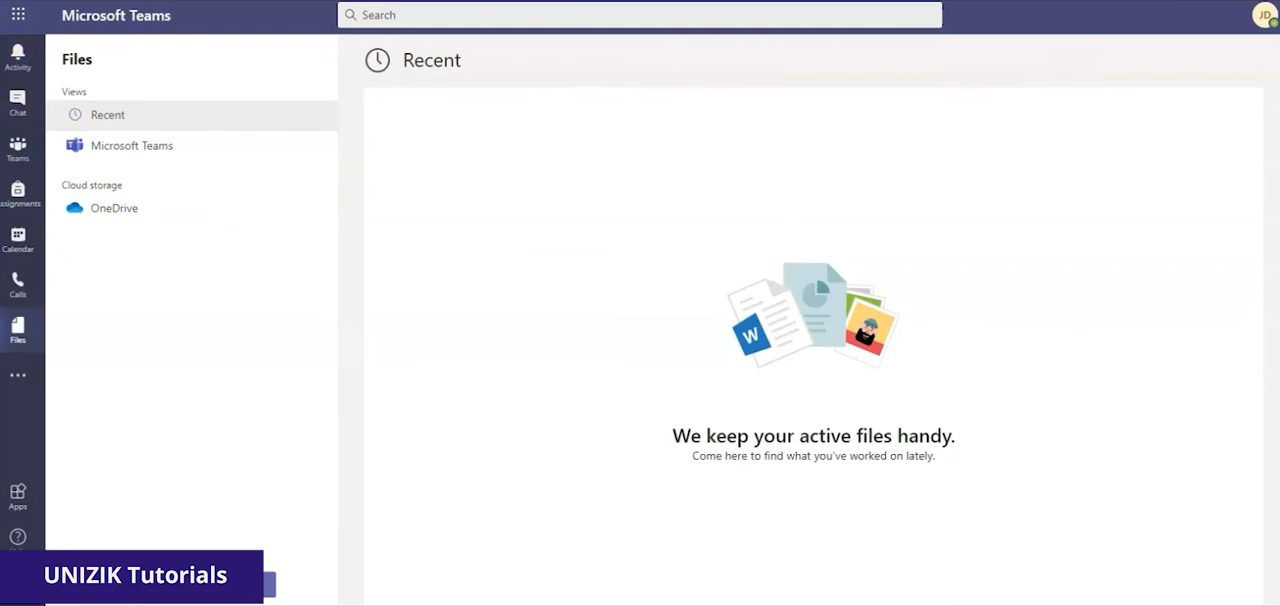 Microsoft Teams
Search
JD
Activity
Chat
Teams
ssignments
Calendar
Calls
Files
Apps
Files
Views
Recent
Microsoft Teams
Cloud storage
OneDrive
Recent
W
We keep your active files handy.
Come here to find what you've worked on lately.
UNIZIK Tutorials